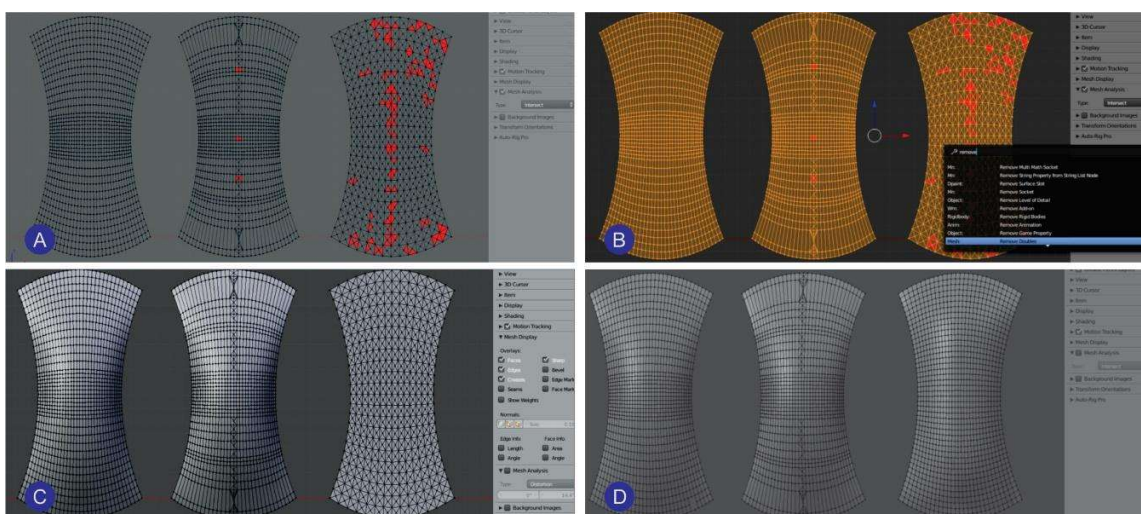 View
3D Cursor
Item
Display
Shading
Motion Tracking
Mesh Display
Mesh Analysis
Type: Intersect
Background Images
Transform Orientations
Auto-Rig Pro
A
View
3D Cursor
Item
Display
Shading
Motion Tracking
Mesh Display
Mesh Analysis
Type: Intersect
Background Images
Transform Orientations
Auto-Rig Pro
remove
Remove Multi Math Socket
Remove String Property from String List Node
Remove Surface Slot
Remove Socket
Object: Remove Level of Detail
Wm: Remove Add-on
Rigidbody: Remove Rigid Bodies
Anim: Remove Animation
Object: Remove Game Property
Mesh: Remove Doubles
B
View
3D Cursor
Item
Display
Shading
Motion Tracking
Mesh Display
Overlays:
Faces Sharp
Edges Bevel
Creases Edge Mark
Seams Face Mark
Show Weights
Normals:
Edge Info Face Info
Length Area
Angle Angle
Mesh Analysis
Type: Distortion
Background Images
C
3D Cursor
Item
Display
Shading
Motion Tracking
Mesh Display
Mesh Analysis
Background Images
Transform Orientations
Auto-Rig Pro
D